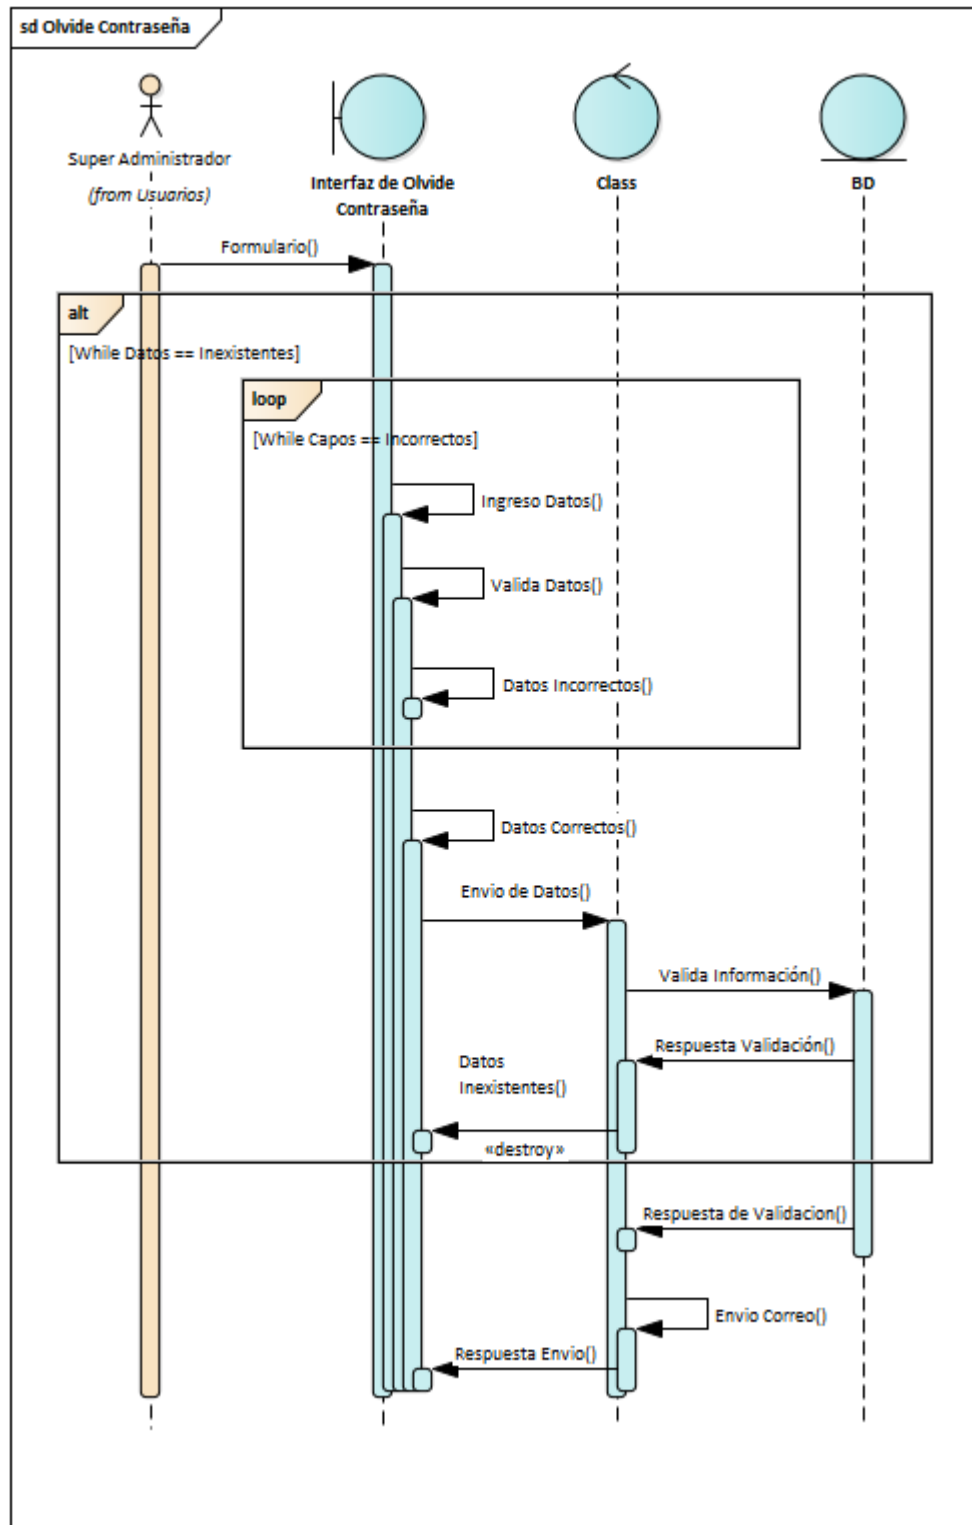 sd Olvide Contraseña
Super Administrador
(from Usuarios)
Interfaz de Olvide
Contraseña
Class
BD
Formulario()
alt
[While Datos == Inexistentes]
loop
[While Capos == Incorrectos]
Ingreso Datos()
Valida Datos()
Datos Incorrectos()
Datos Correctos()
Envio de Datos()
Valida Información()
Respuesta Validación()
Datos
Inexistentes()
«destroy»
Respuesta de Validacion()
Envio Correo()
Respuesta Envio()